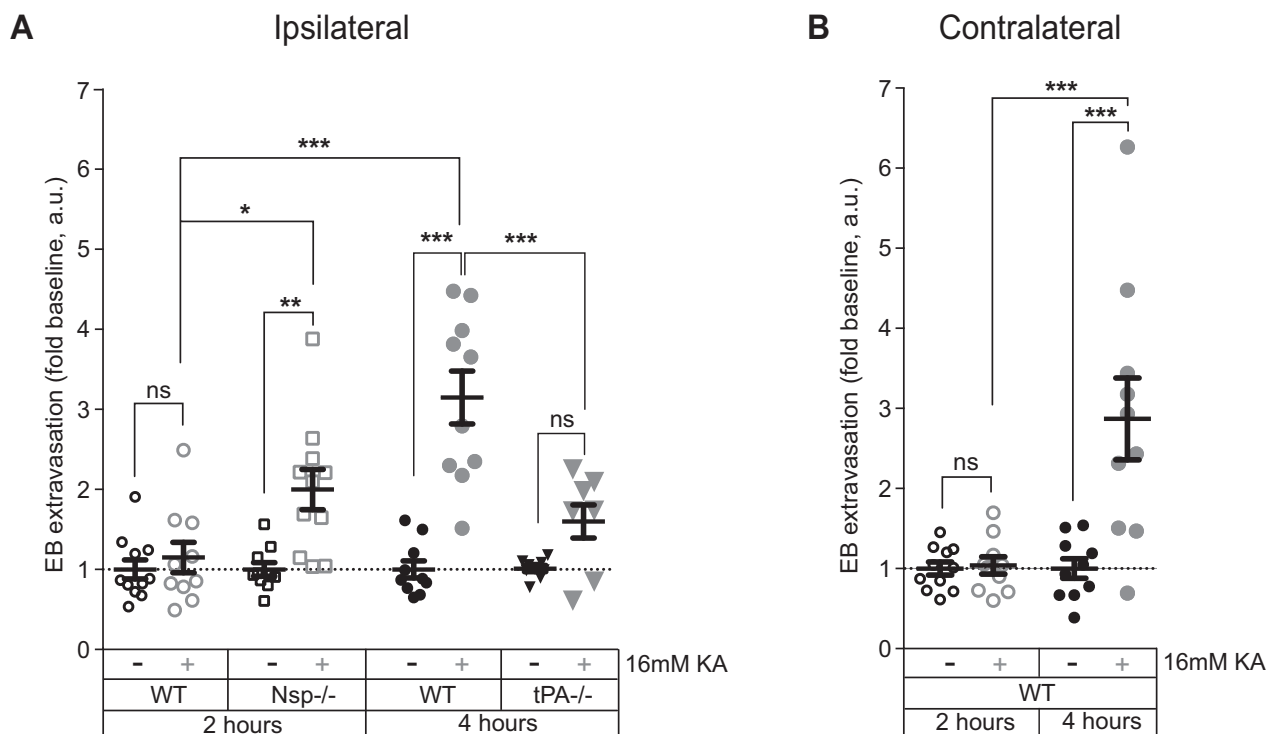 A Ipsilateral
EB extravasation (fold baseline, a.u.)
7
6
5
4
3
2
1
0
***
*
***
***
**
ns
ns
- + - + - + - + 16mM KA
WT Nsp-/- WT tPA-/-
2 hours 4 hours
B Contralateral
EB extravasation (fold baseline, a.u.)
7
6
5
4
3
2
1
0
***
***
ns
- + - + 16mM KA
WT
2 hours 4 hours